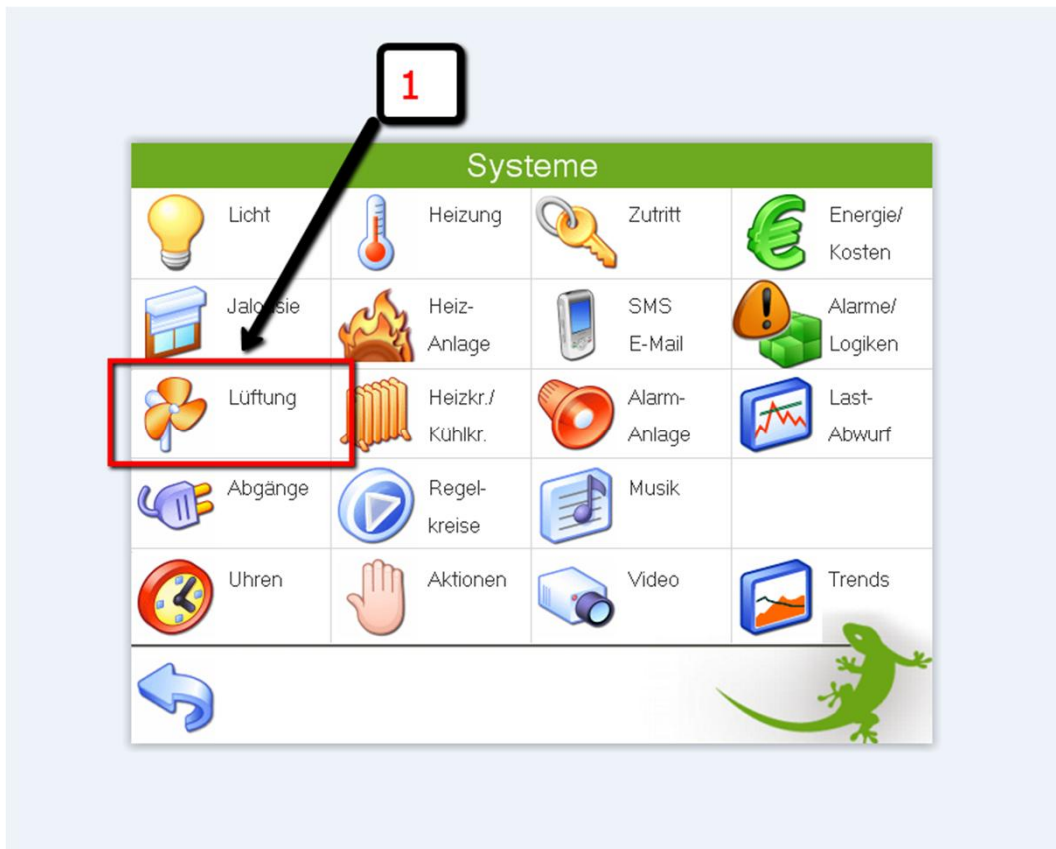 1
Systeme
Licht
Heizung
Zutritt
Energie/
Kosten
Jalousie
Heiz-
Anlage
SMS
E-Mail
Alarme/
Logiken
Lüftung
Heizkr./
Kühlkr.
Alarm-
Anlage
Last-
Abwurf
Abgänge
Regel-
kreise
Musik
Uhren
Aktionen
Video
Trends